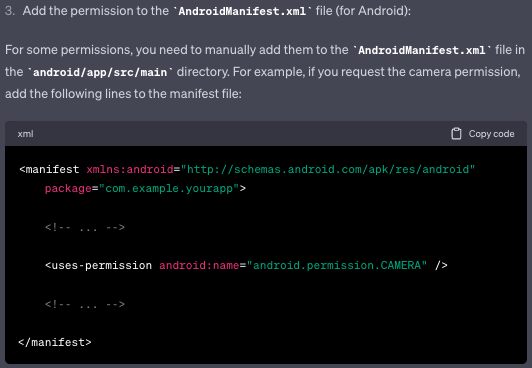 3. Add the permission to the `AndroidManifest.xml` file (for Android):
For some permissions, you need to manually add them to the `AndroidManifest.xml` file in
the `android/app/src/main` directory. For example, if you request the camera permission,
add the following lines to the manifest file:
xml Copy code
<manifest xmlns:android="http://schemas.android.com/apk/res/android"
    package="com.example.yourapp">
    <!-- ... -->
    <uses-permission android:name="android.permission.CAMERA" />
    <!-- ... -->
</manifest>